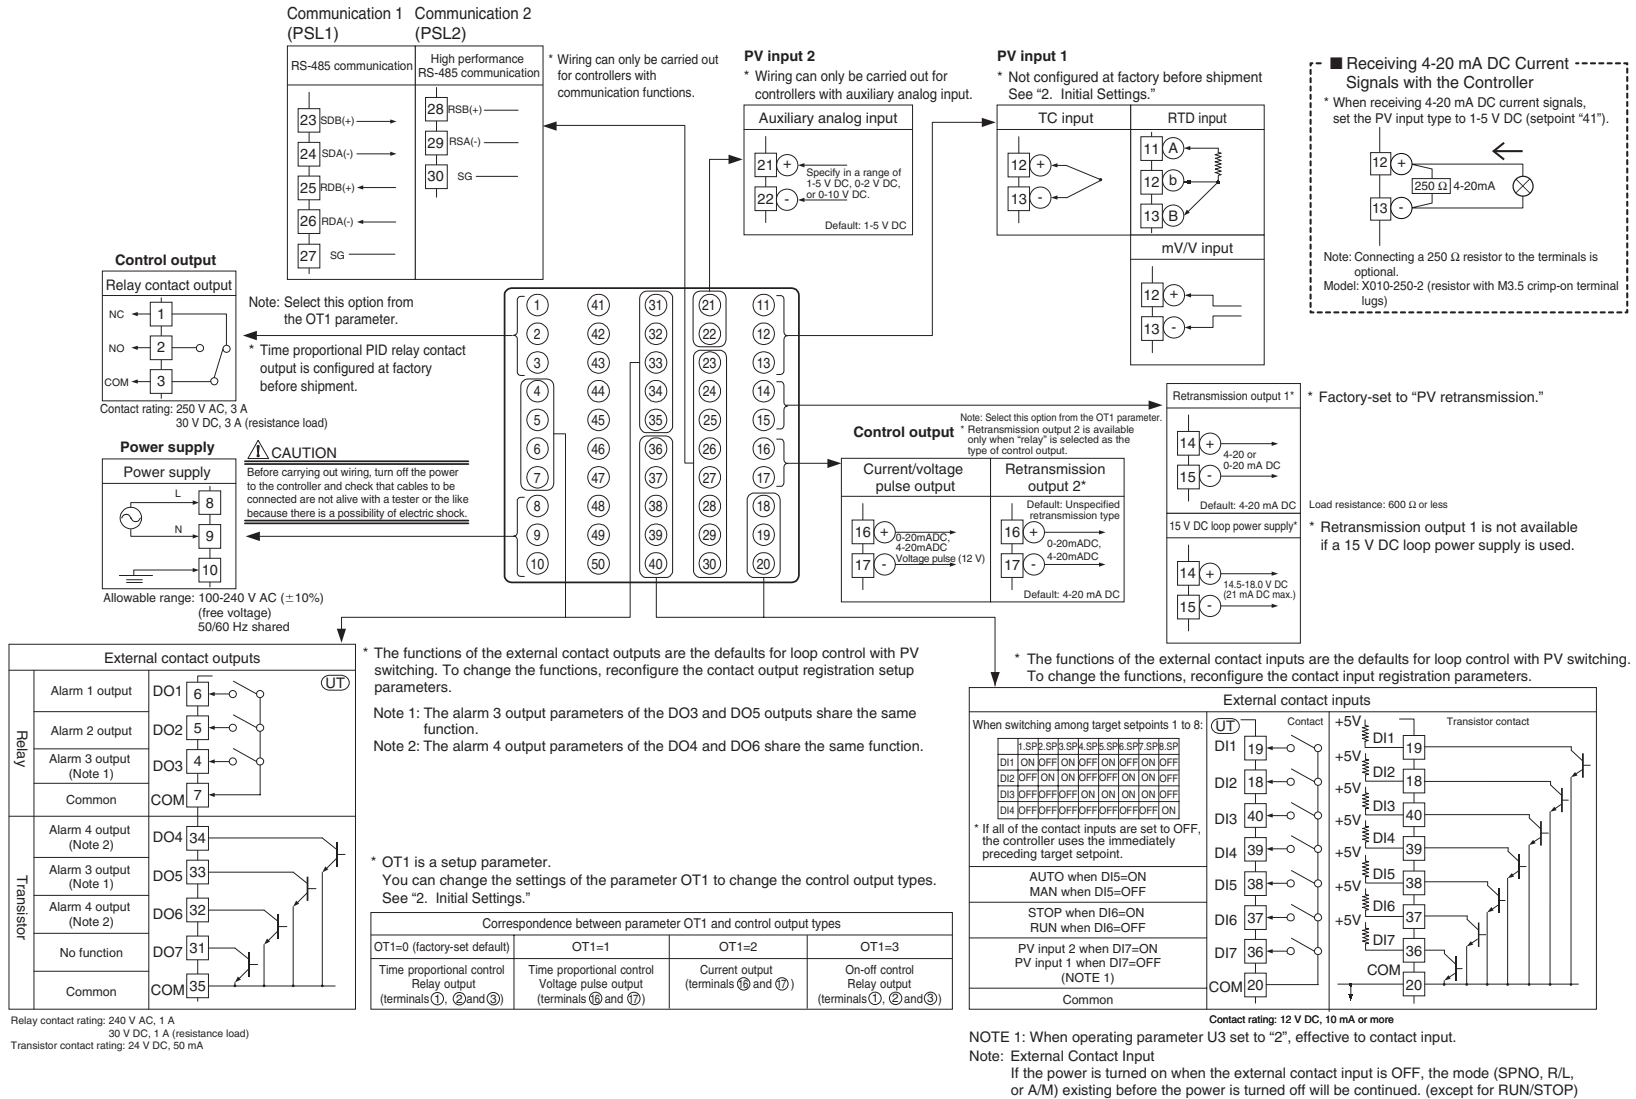 Communication 1
(PSL1)
Communication 2
(PSL2)
RS-485 communication
High performance
RS-485 communication
23 SDB(+)
24 SDA(-)
25 RDB(+)
26 RDA(-)
27 SG
28 RSB(+)
29 RSA(-)
30 SG
* Wiring can only be carried out
for controllers with
communication functions.
PV input 2
* Wiring can only be carried out for
controllers with auxiliary analog input.
Auxiliary analog input
21 +
22 -
Specify in a range of
1-5 V DC, 0-2 V DC,
or 0-10 V DC.
Default: 1-5 V DC
PV input 1
* Not configured at factory before shipment
See “2. Initial Settings.”
TC input
12 +
13 -
RTD input
11 A
12 b
13 B
mV/V input
12 +
13 -
■ Receiving 4-20 mA DC Current
Signals with the Controller
* When receiving 4-20 mA DC current signals,
set the PV input type to 1-5 V DC (setpoint “41”).
12 +
250 Ω 4-20mA
13 -
Note: Connecting a 250 Ω resistor to the terminals is
optional.
Model: X010-250-2 (resistor with M3.5 crimp-on terminal
lugs)
Control output
Relay contact output
NC 1
NO 2
COM 3
Contact rating: 250 V AC, 3 A
30 V DC, 3 A (resistance load)
Note: Select this option from
the OT1 parameter.
* Time proportional PID relay contact
output is configured at factory
before shipment.
Power supply
Power supply
L 8
N 9
10
Allowable range: 100-240 V AC (±10%)
(free voltage)
50/60 Hz shared
CAUTION
Before carrying out wiring, turn off the power
to the controller and check that cables to be
connected are not alive with a tester or the like
because there is a possibility of electric shock.
1 41 31 21 11
2 42 32 22 12
3 43 33 23 13
4 44 34 24 14
5 45 35 25 15
6 46 36 26 16
7 47 37 27 17
8 48 38 28 18
9 49 39 29 19
10 50 40 30 20
Control output
Note: Select this option from the OT1 parameter.
* Retransmission output 2 is available
only when “relay” is selected as the
type of control output.
Current/voltage
pulse output
16 +
17 -
0-20mADC,
4-20mADC
Voltage pulse (12 V)
Retransmission
output 2*
Default: Unspecified
retransmission type
16 +
17 -
0-20mADC,
4-20mADC
Default: 4-20 mA DC
Retransmission output 1*
14 +
15 -
4-20 or
0-20 mA DC
Default: 4-20 mA DC
* Factory-set to “PV retransmission.”
Load resistance: 600 Ω or less
15 V DC loop power supply*
14 +
15 -
14.5-18.0 V DC
(21 mA DC max.)
* Retransmission output 1 is not available
if a 15 V DC loop power supply is used.
External contact outputs
UT
Relay
Alarm 1 output DO1 6
Alarm 2 output DO2 5
Alarm 3 output
(Note 1)
DO3 4
Common COM 7
Transistor
Alarm 4 output
(Note 2)
DO4 34
Alarm 3 output
(Note 1)
DO5 33
Alarm 4 output
(Note 2)
DO6 32
No function DO7 31
Common COM 35
Relay contact rating: 240 V AC, 1 A
30 V DC, 1 A (resistance load)
Transistor contact rating: 24 V DC, 50 mA
* The functions of the external contact outputs are the defaults for loop control with PV
switching. To change the functions, reconfigure the contact output registration setup
parameters.
Note 1: The alarm 3 output parameters of the DO3 and DO5 outputs share the same
function.
Note 2: The alarm 4 output parameters of the DO4 and DO6 share the same function.
* OT1 is a setup parameter.
You can change the settings of the parameter OT1 to change the control output types.
See “2. Initial Settings.”
Correspondence between parameter OT1 and control output types
OT1=0 (factory-set default) OT1=1 OT1=2 OT1=3
Time proportional control
Relay output
(terminals①, ②and③)
Time proportional control
Voltage pulse output
(terminals⑯ and ⑰)
Current output
(terminals⑯ and ⑰)
On-off control
Relay output
(terminals①, ②and③)
* The functions of the external contact inputs are the defaults for loop control with PV switching.
To change the functions, reconfigure the contact input registration parameters.
External contact inputs
When switching among target setpoints 1 to 8:
1.SP 2.SP 3.SP 4.SP 5.SP 6.SP 7.SP 8.SP
DI1 ON OFF ON OFF ON OFF ON OFF
DI2 OFF ON ON OFF OFF ON ON OFF
DI3 OFF OFF OFF ON ON ON ON OFF
DI4 OFF OFF OFF OFF OFF OFF OFF ON
* If all of the contact inputs are set to OFF,
the controller uses the immediately
preceding target setpoint.
AUTO when DI5=ON
MAN when DI5=OFF
STOP when DI6=ON
RUN when DI6=OFF
PV input 2 when DI7=ON
PV input 1 when DI7=OFF
(NOTE 1)
Common
UT Contact
DI1 19
DI2 18
DI3 40
DI4 39
DI5 38
DI6 37
DI7 36
COM 20
Transistor contact
+5V DI1 19
+5V DI2 18
+5V DI3 40
+5V DI4 39
+5V DI5 38
+5V DI6 37
+5V DI7 36
COM 20
Contact rating: 12 V DC, 10 mA or more
NOTE 1: When operating parameter U3 set to “2”, effective to contact input.
Note: External Contact Input
If the power is turned on when the external contact input is OFF, the mode (SPNO, R/L,
or A/M) existing before the power is turned off will be continued. (except for RUN/STOP)